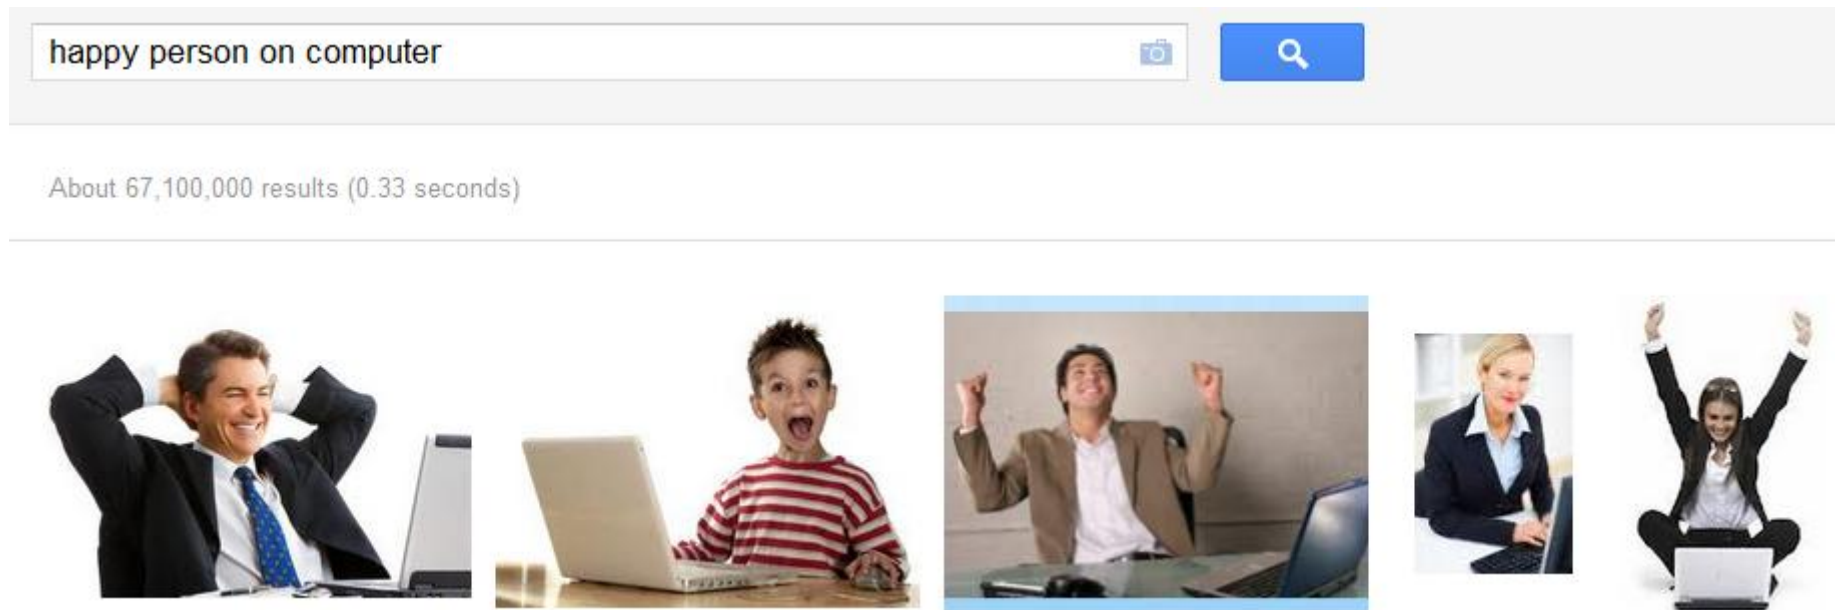 happy person on computer
About 67,100,000 results (0.33 seconds)